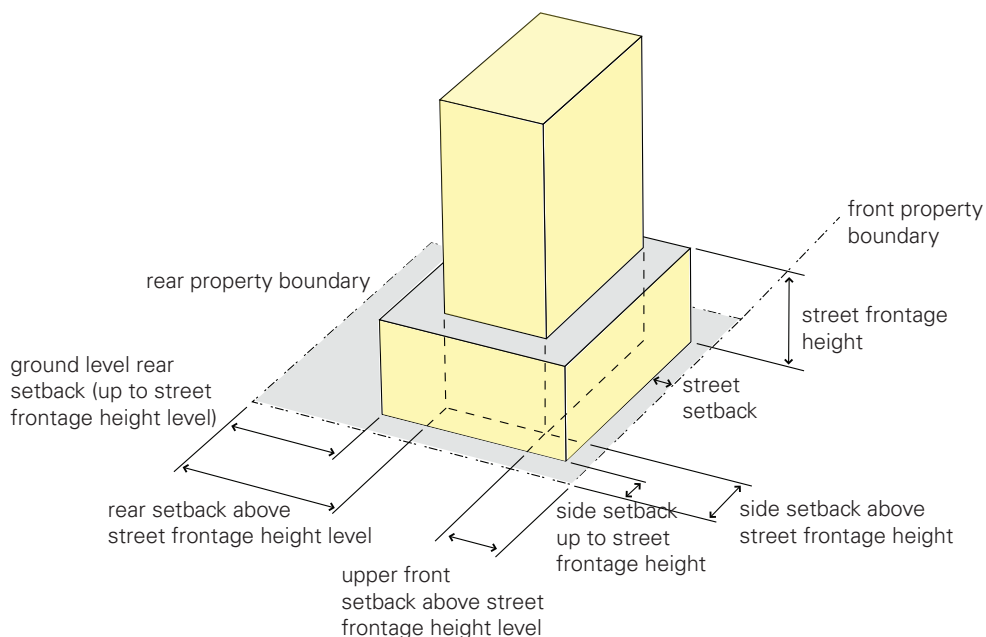 front property
boundary
rear property boundary
street frontage
height
ground level rear
setback (up to street
frontage height level)
street
setback
rear setback above
street frontage height level
side setback
up to street
frontage height
side setback above
street frontage height
upper front
setback above street
frontage height level